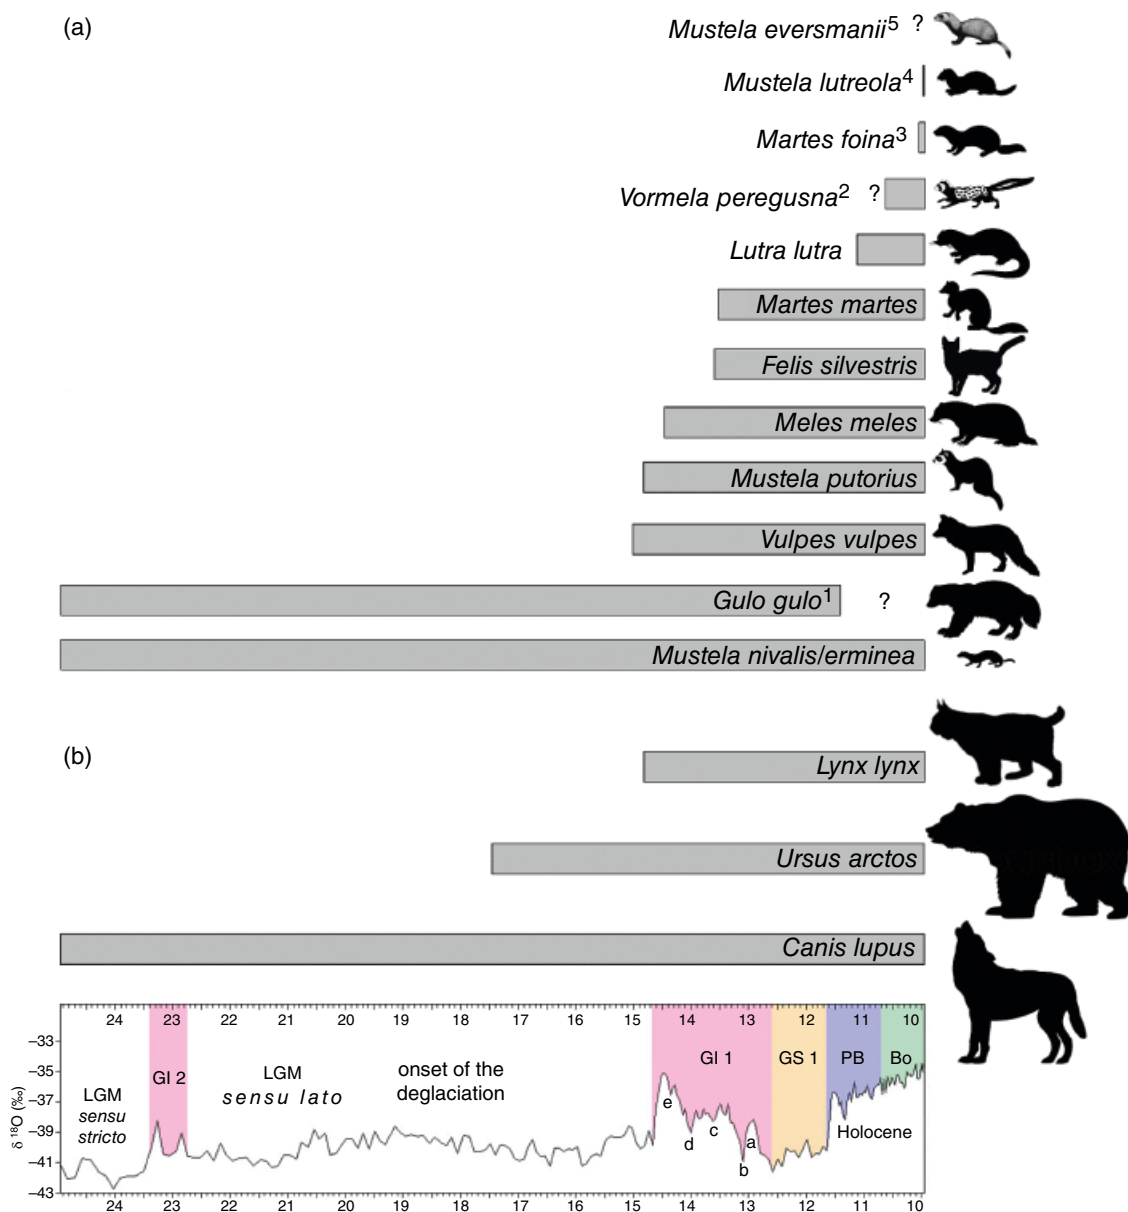 (a)
Mustela eversmanii⁵ ?
Mustela lutreola⁴
Martes foina³
Vormela peregusna² ?
Lutra lutra
Martes martes
Felis silvestris
Meles meles
Mustela putorius
Vulpes vulpes
Gulo gulo¹ ?
Mustela nivalis/erminea
(b)
Lynx lynx
Ursus arctos
Canis lupus
24 23 22 21 20 19 18 17 16 15 14 13 12 11 10
−33
−35
−37
−39
−41
−43
δ ¹⁸O (‰)
LGM
sensu
stricto
GI 2
LGM
sensu lato
onset of the
deglaciation
GI 1
e
d
c
b
a
GS 1
PB
Bo
Holocene
24 23 22 21 20 19 18 17 16 15 14 13 12 11 10